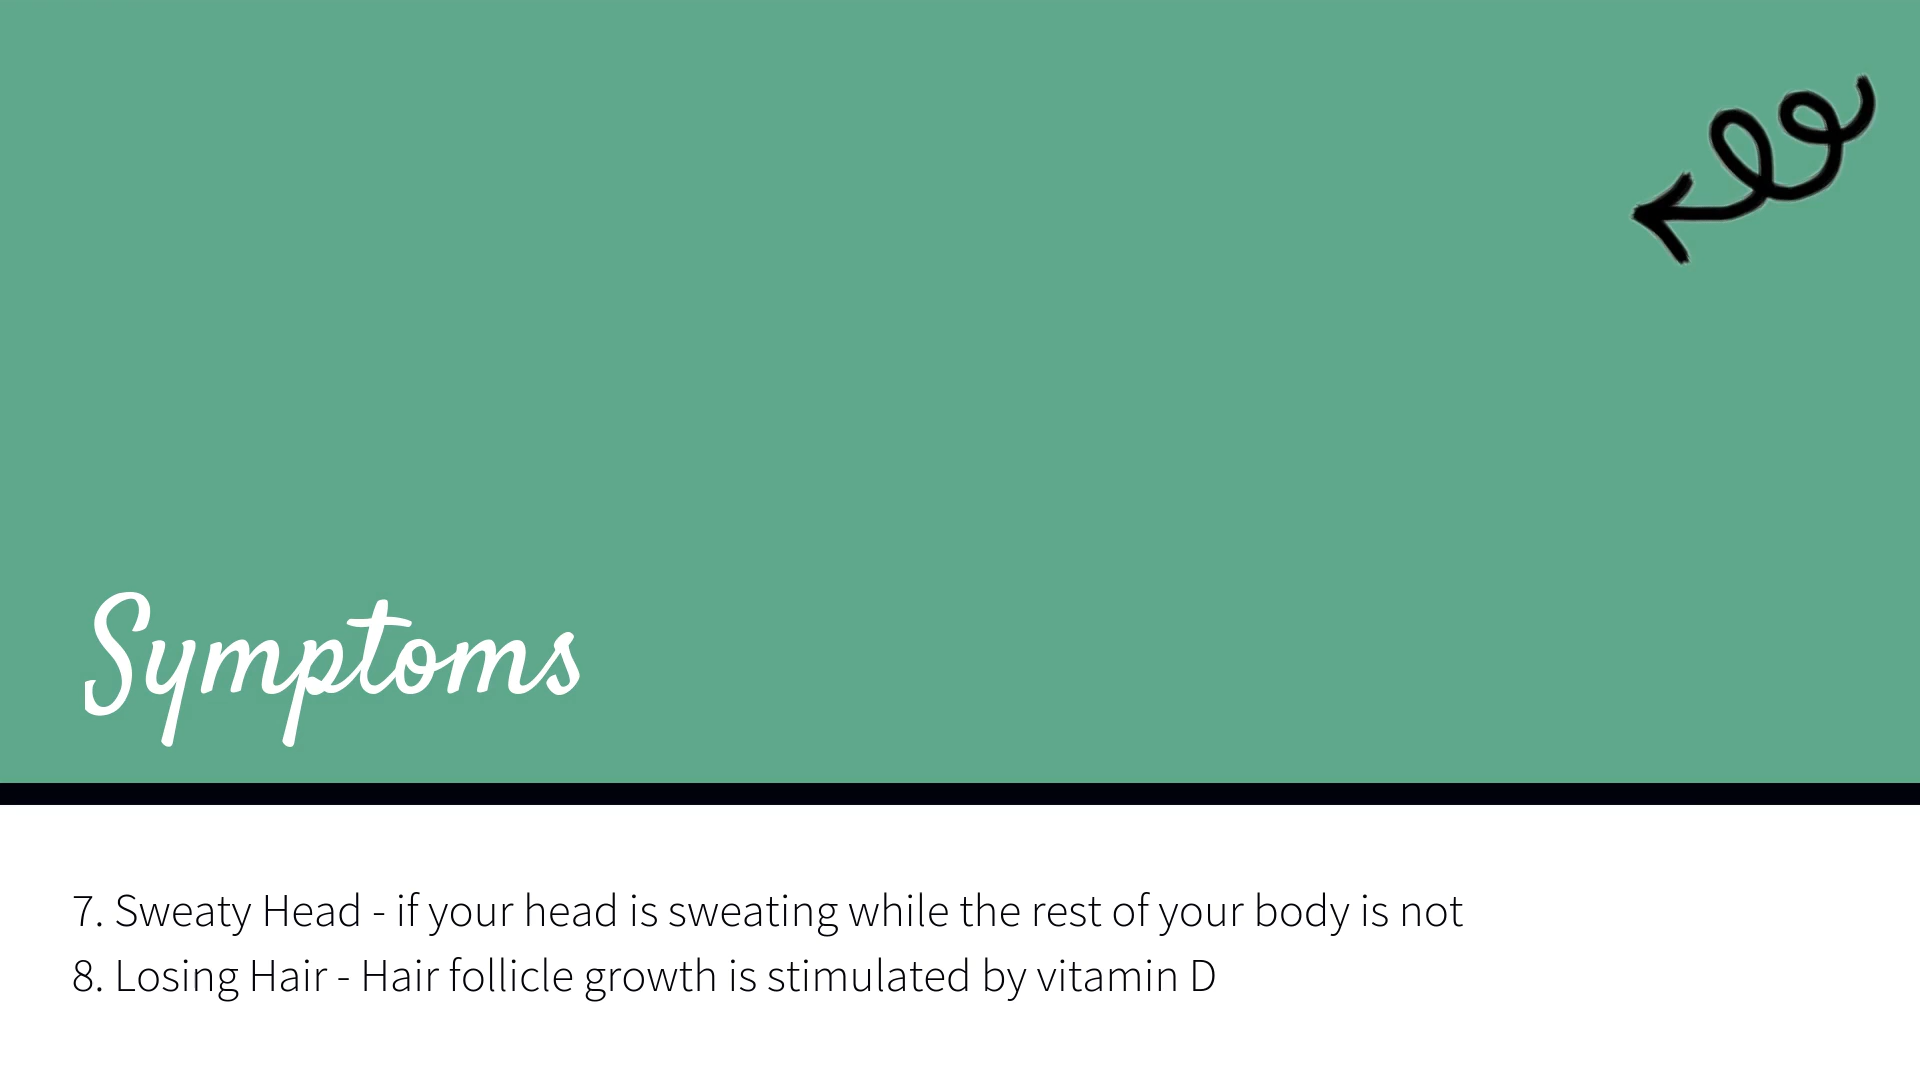 Symptoms
7. Sweaty Head - if your head is sweating while the rest of your body is not
8. Losing Hair - Hair follicle growth is stimulated by vitamin D